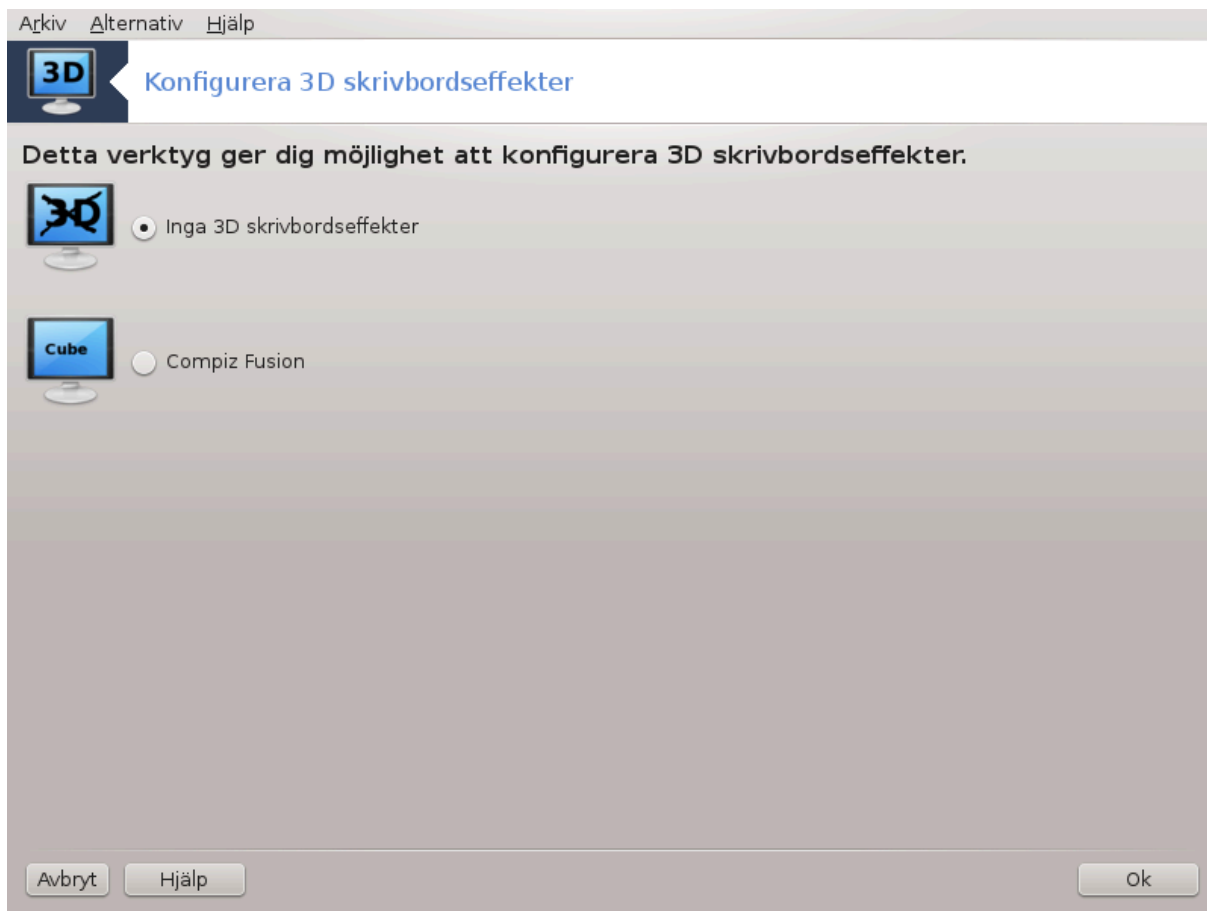 Arkiv Alternativ Hjälp
3D
Konfigurera 3D skrivbordseffekter
Detta verktyg ger dig möjlighet att konfigurera 3D skrivbordseffekter.
3D
Inga 3D skrivbordseffekter
Cube
Compiz Fusion
Avbryt Hjälp Ok